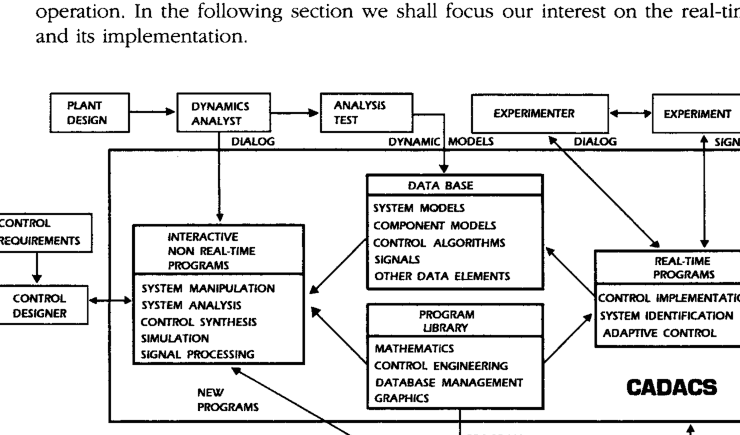 operation. In the following section we shall focus our interest on the
and its implementation.
PLANT
DESIGN
DYNAMICS
ANALYST
ANALYSIS
TEST
EXPERIMENTER
EXPERIMENT
DIALOG
DYNAMIC MODELS
DIALOG
DATA BASE
SYSTEM MODELS
COMPONENT MODELS
CONTROL ALGORITHMS
SIGNALS
OTHER DATA ELEMENTS
CONTROL
REQUIREMENTS
CONTROL
DESIGNER
INTERACTIVE
NON REAL-TIME
PROGRAMS
SYSTEM MANIPULATION
SYSTEM ANALYSIS
CONTROL SYNTHESIS
SIMULATION
SIGNAL PROCESSING
REAL-TIME
PROGRAMS
CONTROL
SYSTEM IDENTIFICATION
ADAPTIVE CONTROL
PROGRAM
LIBRARY
MATHEMATICS
CONTROL ENGINEERING
DATABASE MANAGEMENT
GRAPHICS
CADACS
NEW
PROGRAMS